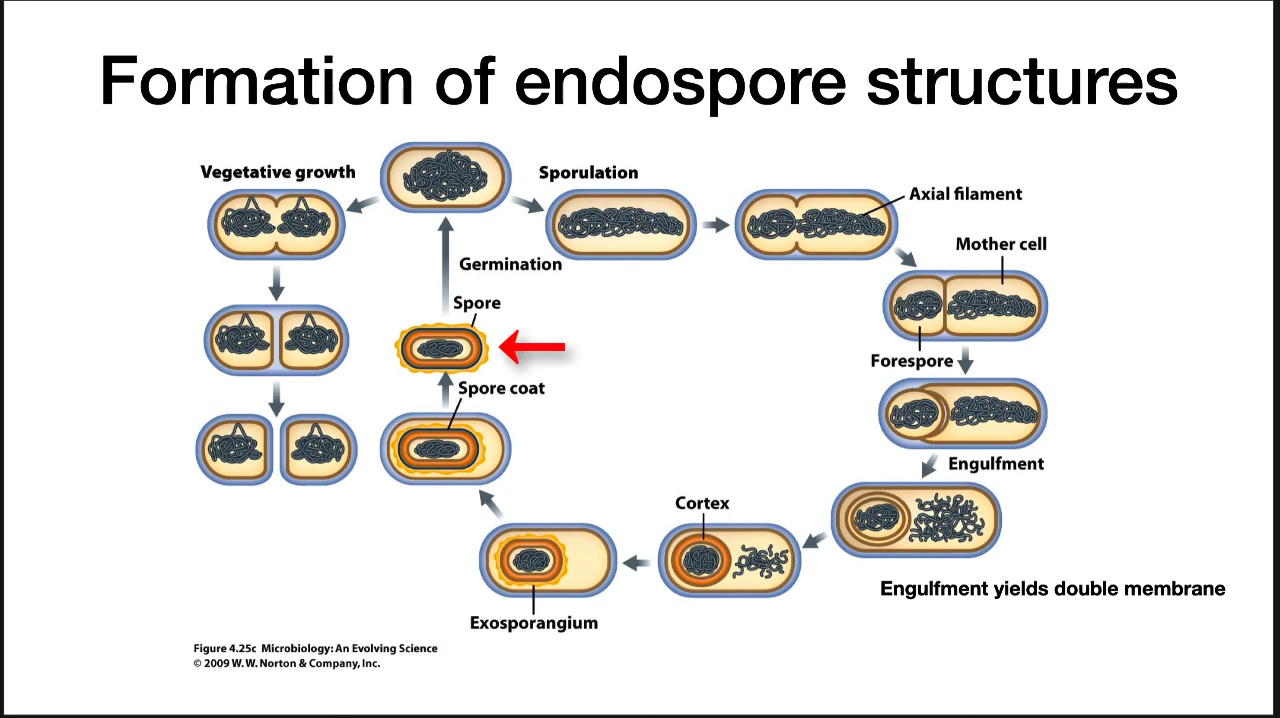 Formation of endospore structures
Vegetative growth
Sporulation
Axial filament
Mother cell
Germination
Spore
Forespore
Spore coat
Engulfment
Cortex
Engulfment yields double membrane
Exosporangium
Figure 4.25c Microbiology: An Evolving Science
© 2009 W. W. Norton & Company, Inc.